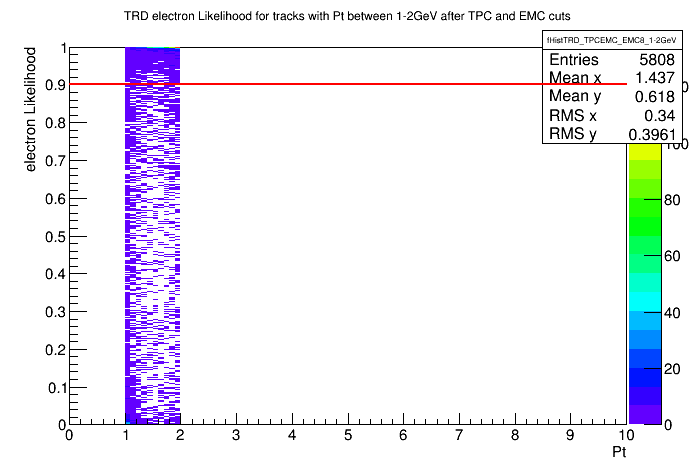 TRD electron Likelihood for tracks with Pt between 1-2GeV after TPC and EMC cuts
fHistTRD_TPCEMC_EMC8_1-2GeV
Entries 5808
Mean x 1.437
Mean y 0.618
RMS x 0.34
RMS y 0.3961
electron Likelihood
1
0.9
0.8
0.7
0.6
0.5
0.4
0.3
0.2
0.1
0
0 1 2 3 4 5 6 7 8 9 10
Pt
80
60
40
20
0